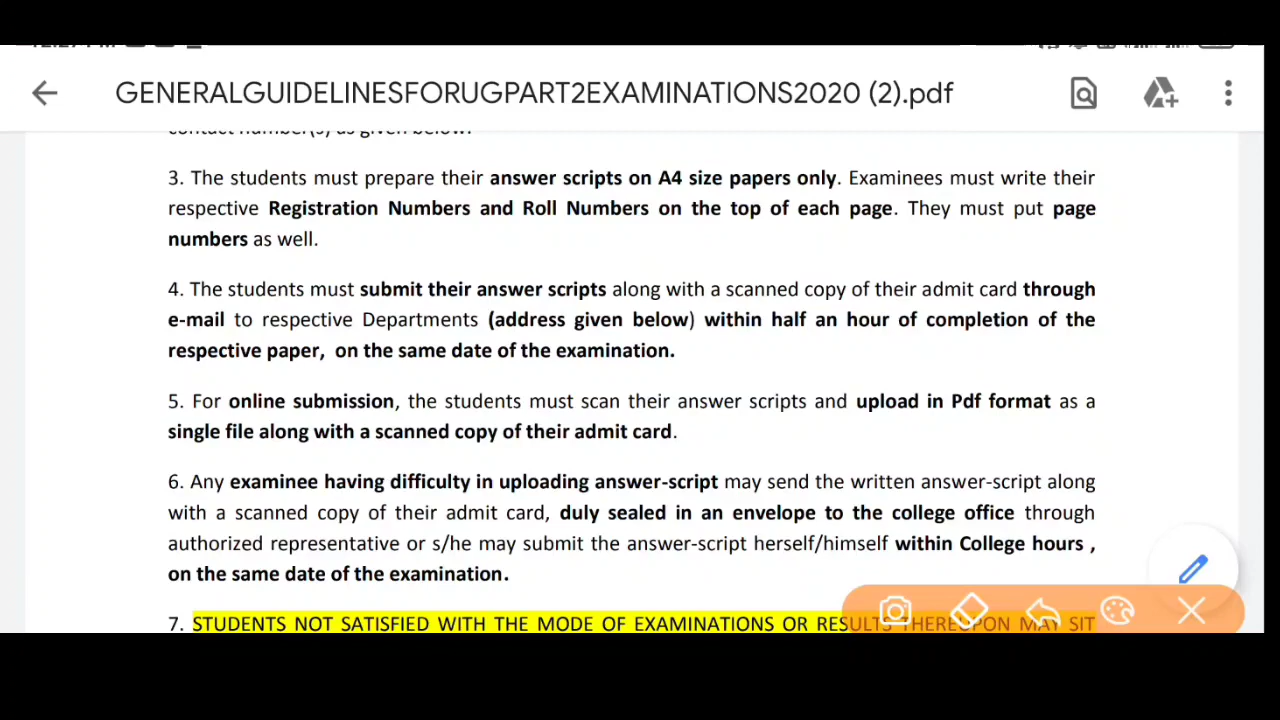 GENERALGUIDELINESFORUGPART2EXAMINATIONS2020 (2).pdf
contact number(s) as given below.
3. The students must prepare their answer scripts on A4 size papers only. Examinees must write their
respective Registration Numbers and Roll Numbers on the top of each page. They must put page
numbers as well.
4. The students must submit their answer scripts along with a scanned copy of their admit card through
e-mail to respective Departments (address given below) within half an hour of completion of the
respective paper, on the same date of the examination.
5. For online submission, the students must scan their answer scripts and upload in Pdf format as a
single file along with a scanned copy of their admit card.
6. Any examinee having difficulty in uploading answer-script may send the written answer-script along
with a scanned copy of their admit card, duly sealed in an envelope to the college office through
authorized representative or s/he may submit the answer-script herself/himself within College hours ,
on the same date of the examination.
7. STUDENTS NOT SATISFIED WITH THE MODE OF EXAMINATIONS OR RESULTS THEREUPON MAY SIT